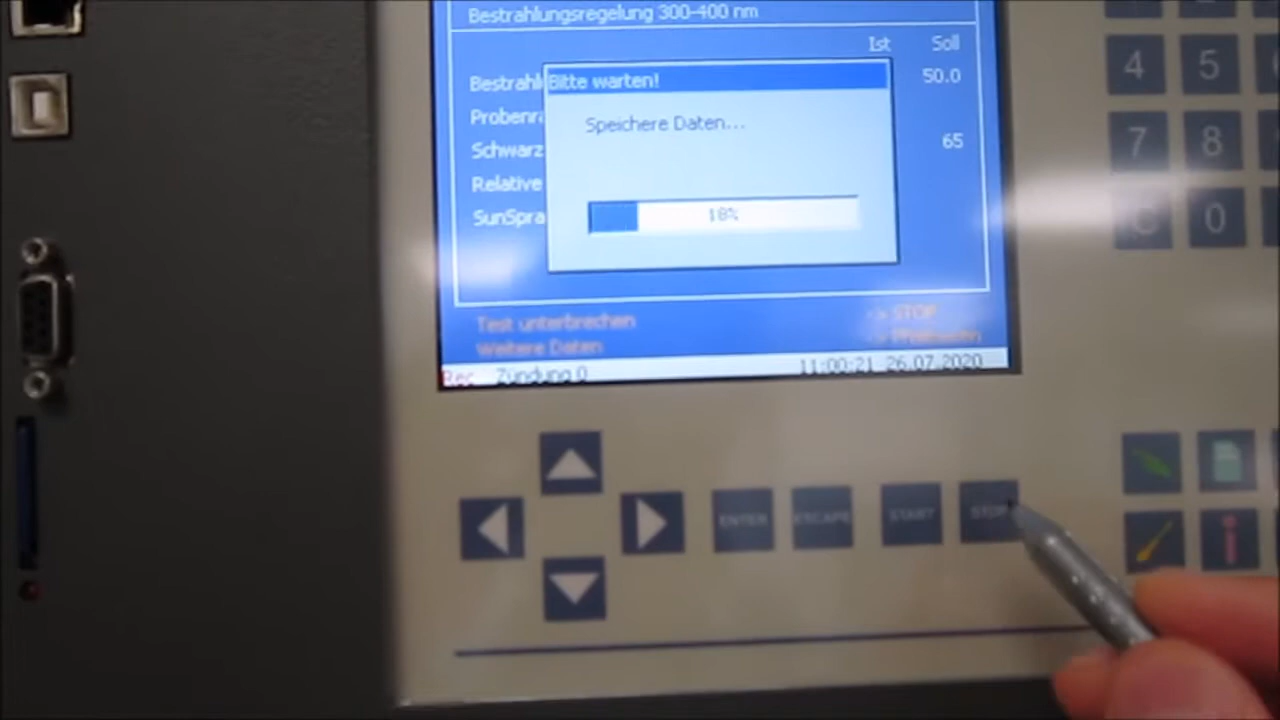 Bestrahlungsregelung 300-400 nm
Ist Soll
Bestrahl 50.0
Bitte warten!
Probenra
Speichere Daten...
Schwarz 65
Relative
SunSpra
18%
Test unterbrechen -> STOP
Weitere Daten ->
Rec Zündung 0 11:00:21 26.07.2020
4 5
7 8
C 0
ENTER ESCAPE START STOP